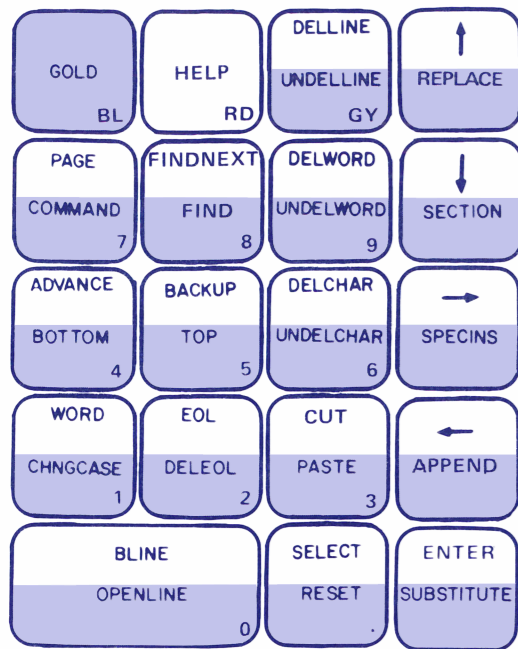 GOLD
BL
HELP
RD
DELLINE
UNDELLINE
GY
REPLACE
PAGE
COMMAND
7
FINDNEXT
FIND
8
DELWORD
UNDELWORD
9
SECTION
ADVANCE
BOTTOM
4
BACKUP
TOP
5
DELCHAR
UNDELCHAR
6
SPECINS
WORD
CHNGCASE
1
EOL
DELEOL
2
CUT
PASTE
3
APPEND
BLINE
OPENLINE
0
SELECT
RESET
.
ENTER
SUBSTITUTE